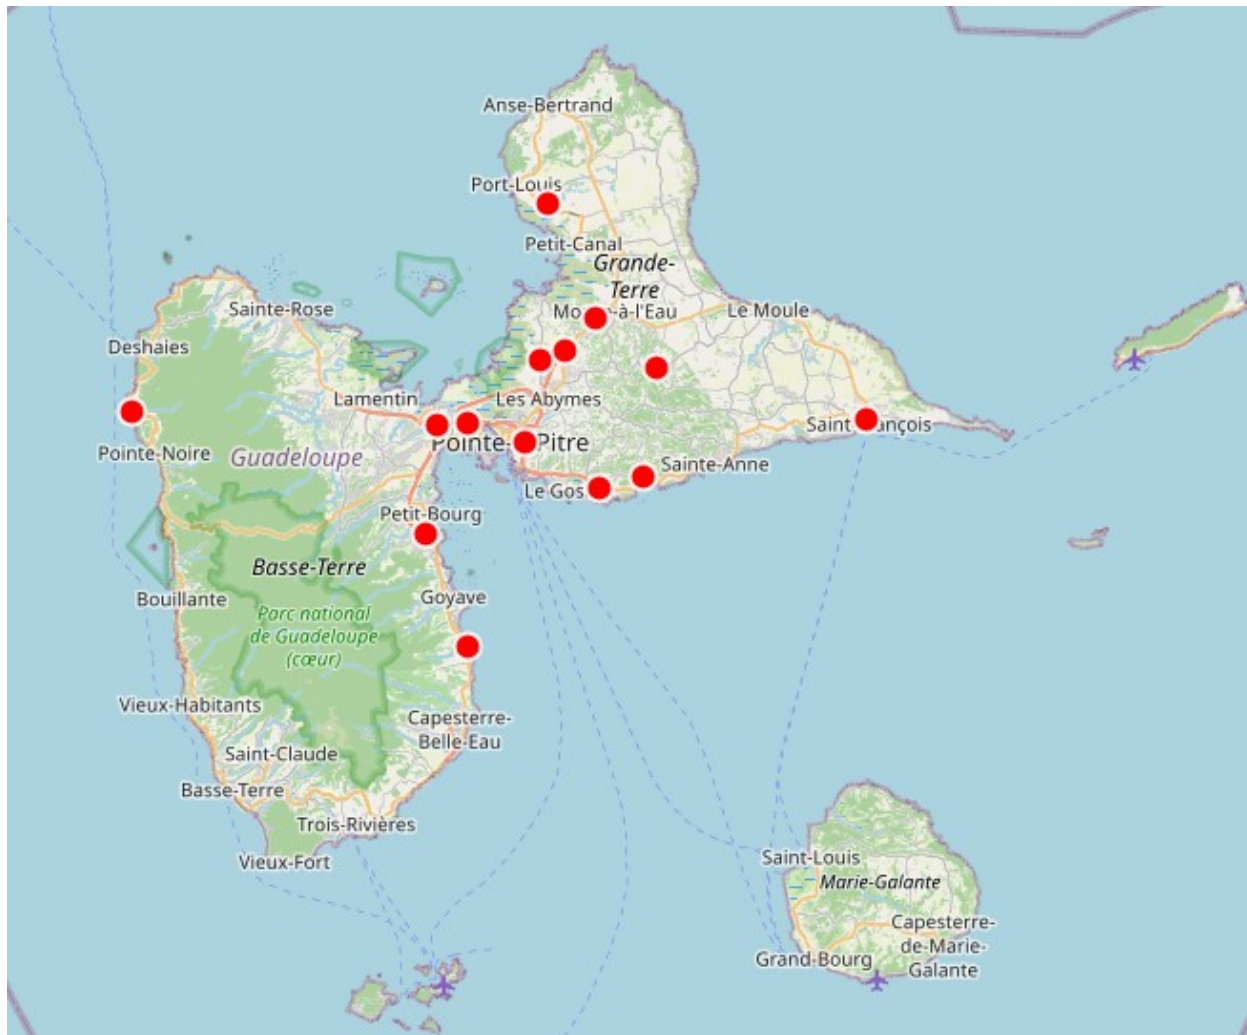 Anse-Bertrand
Port-Louis
Petit-Canal
Grande-
Terre
Sainte-Rose
Le Moule
Deshaies
Lamentin
Les Abymes
Pointe-Noire
Guadeloupe
Sainte-Anne
Le Gos
Petit-Bourg
Basse-Terre
Bouillante
Goyave
Parc national
de Guadeloupe
(cœur)
Vieux-Habitants
Capesterre-
Belle-Eau
Saint-Claude
Basse-Terre
Trois-Rivières
Vieux-Fort
Saint-Louis
Marie-Galante
Capesterre-
de-Marie-
Galante
Grand-Bourg